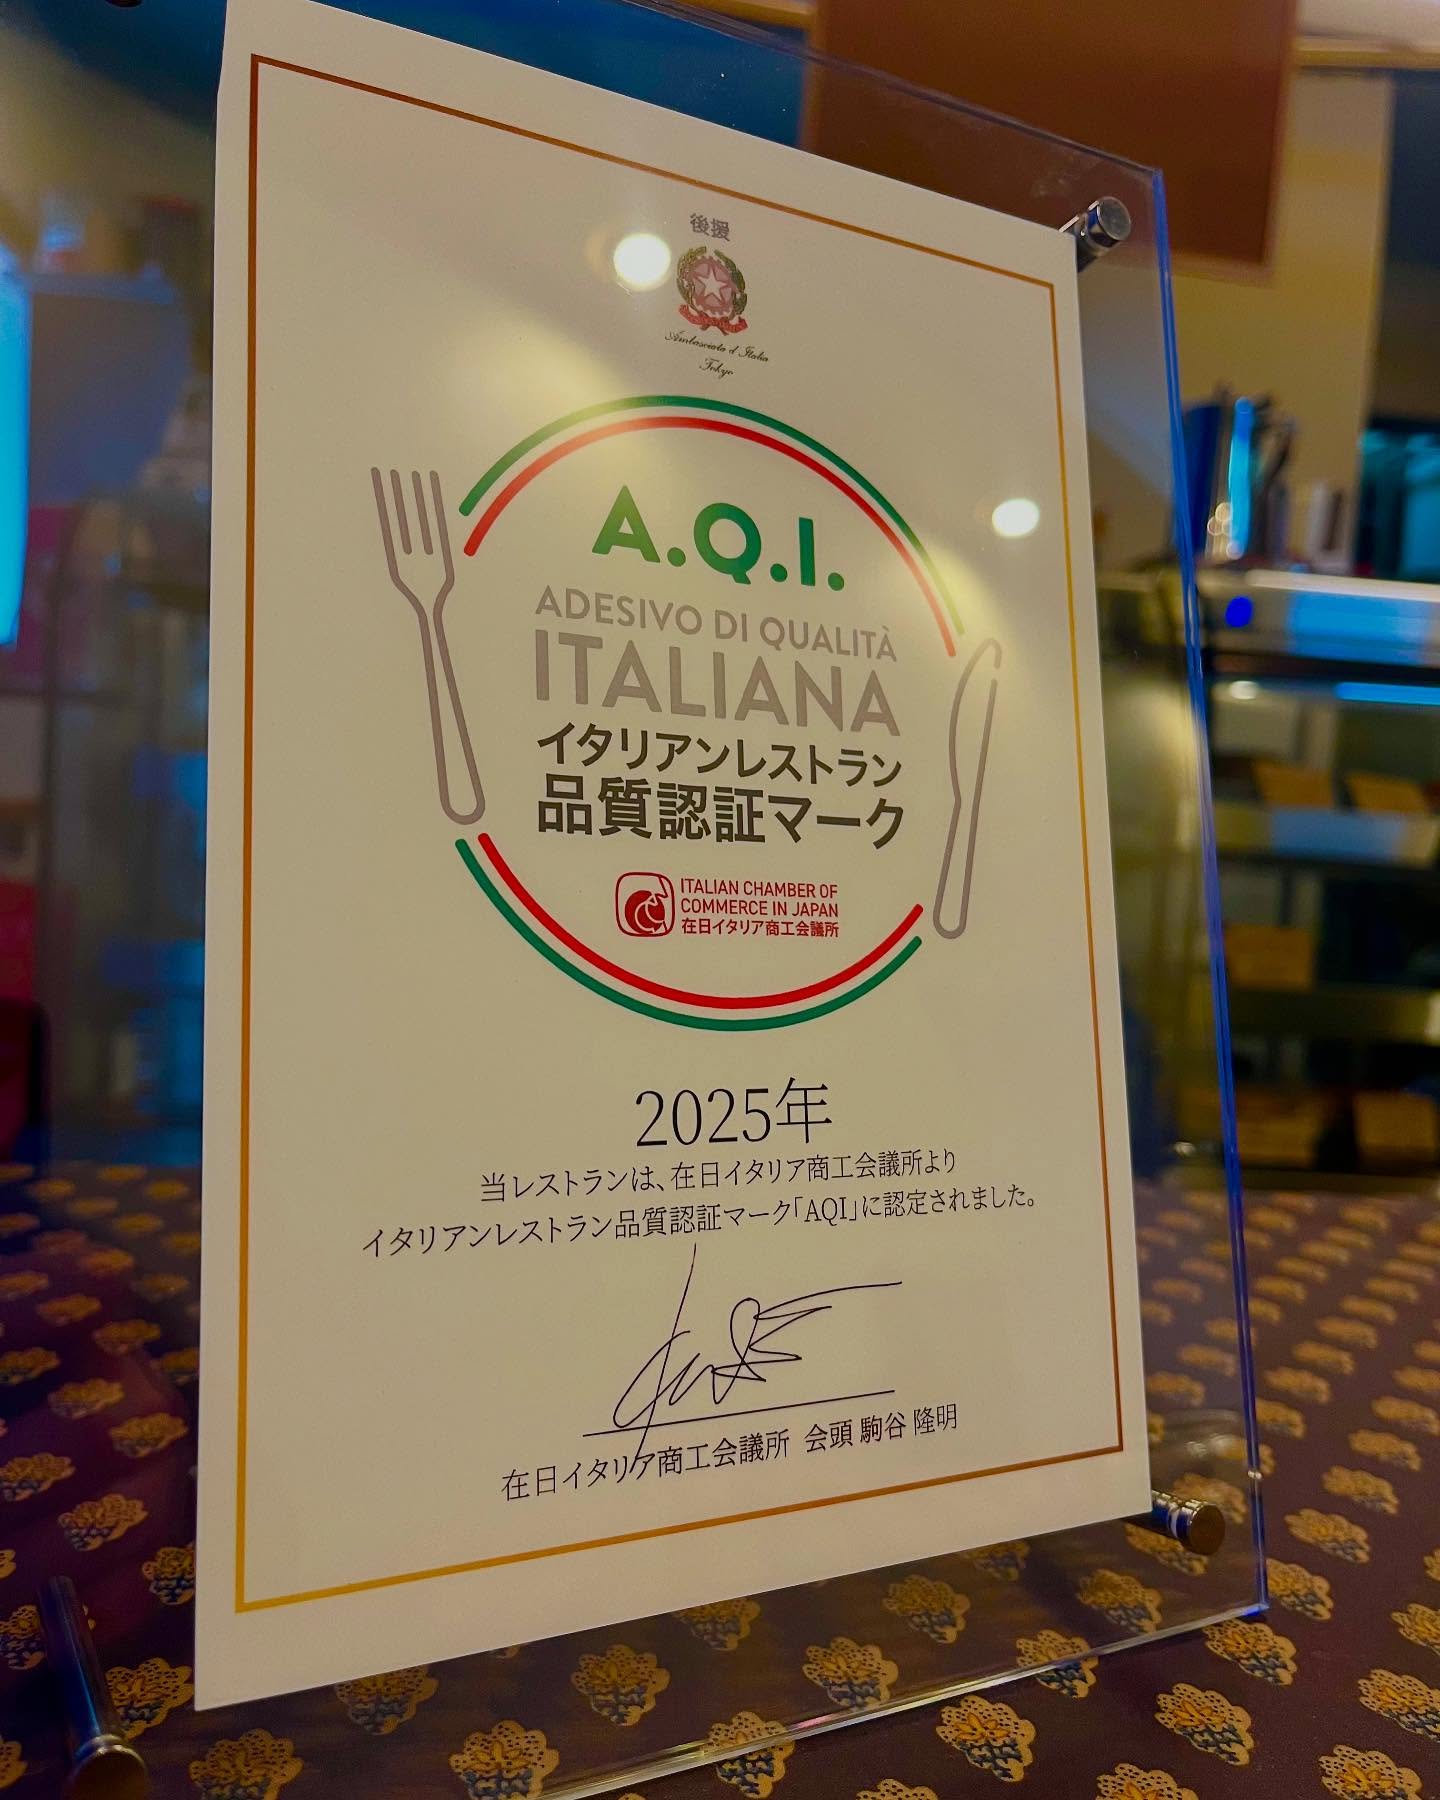 後援
Ambasciata d'Italia
Tokyo
A.Q.I.
ADESIVO DI QUALITÀ
ITALIANA
イタリアンレストラン
品質認証マーク
ITALIAN CHAMBER OF
COMMERCE IN JAPAN
在日イタリア商工会議所
2025年
当レストランは、在日イタリア商工会議所より
イタリアンレストラン品質認証マーク「AQI」に認定されました。
在日イタリア商工会議所 会頭 駒谷 隆明